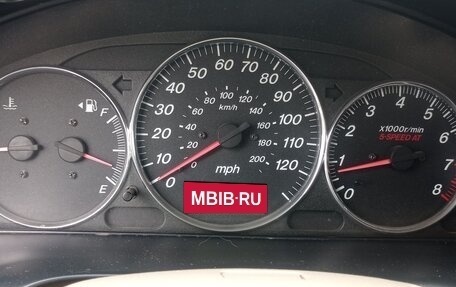 F
E
0 10 20 30 40 50 60 70 80 90 100 110 120
0 20 40 60 80 100 120 140 160 180 200
km/h
mph
MBIB-RU
0 1 2 3 4 5 6 7 8
x1000r/min
5-SPEED AT